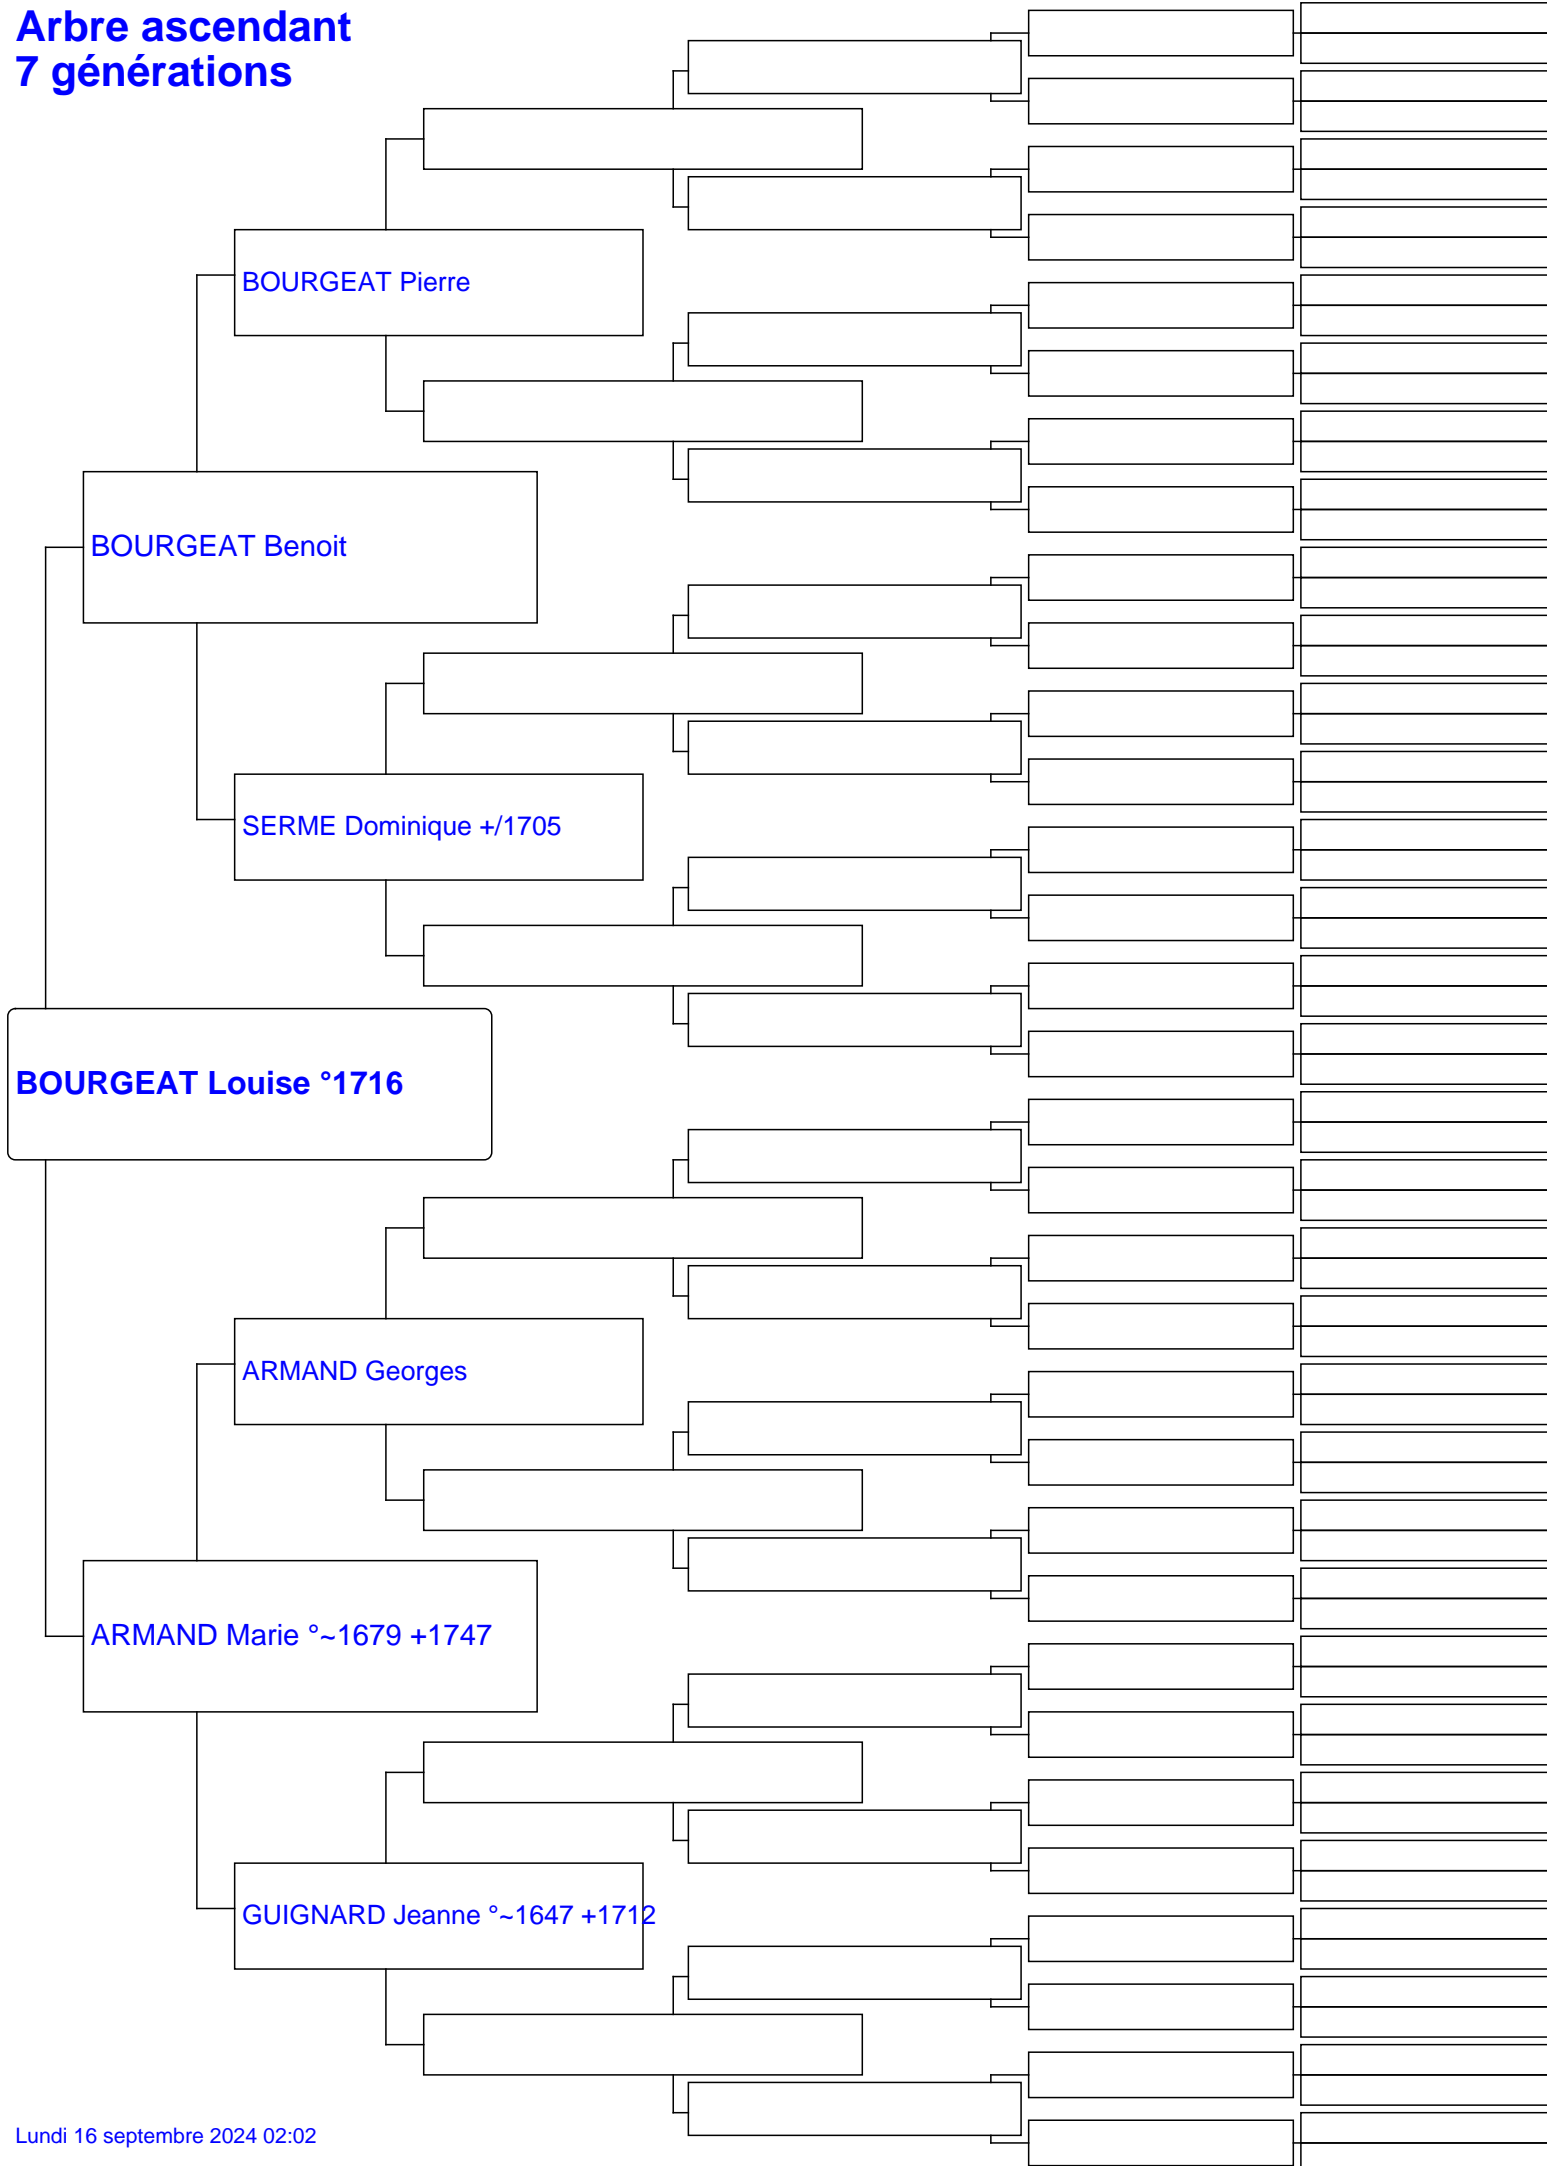 Arbre ascendant
7 générations
BOURGEAT Pierre
BOURGEAT Benoit
SERME Dominique +/1705
BOURGEAT Louise °1716
ARMAND Georges
ARMAND Marie °~1679 +1747
GUIGNARD Jeanne °~1647 +1712
Lundi 16 septembre 2024 02:02